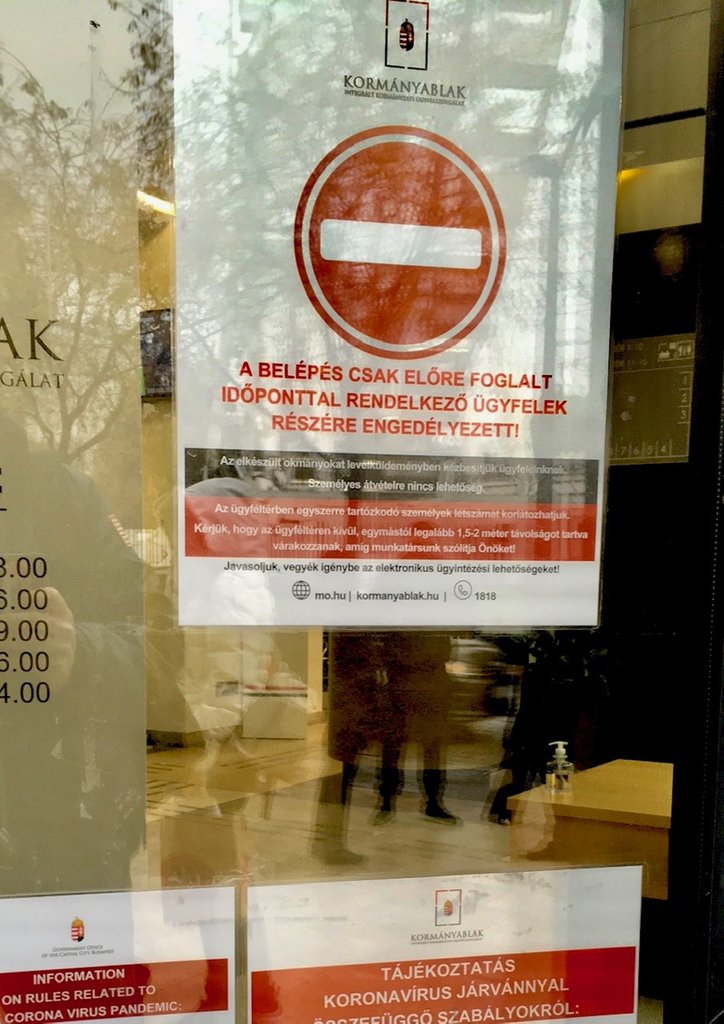 KORMÁNYABLAK
INTEGRÁLT KORMÁNYZATI ÜGYFÉLSZOLGÁLAT
A BELÉPÉS CSAK ELŐRE FOGLALT
IDŐPONTTAL RENDELKEZŐ ÜGYFELEK
RÉSZÉRE ENGEDÉLYEZETT!
Az elkészült okmányokat levélküldeményben kézbesítjük ügyfeleinknek.
Személyes átvételre nincs lehetőség.
Az ügyféltérben egyszerre tartózkodó személyek létszámát korlátozhatjuk.
Kérjük, hogy az ügyféltéren kívül, egymástól legalább 1,5-2 méter távolságot tartva
várakozzanak, amíg munkatársunk szólítja Önöket!
Javasoljuk, vegyék igénybe az elektronikus ügyintézési lehetőségeket!
mo.hu | kormanyablak.hu | 1818
AK
GÁLAT
8.00
6.00
9.00
6.00
4.00
GOVERNMENT OFFICE
OF THE CAPITAL CITY BUDAPEST
INFORMATION
ON RULES RELATED TO
CORONA VIRUS PANDEMIC:
KORMÁNYABLAK
TÁJÉKOZTATÁS
KORONAVÍRUS JÁRVÁNNYAL
ÖSSZEFÜGGŐ SZABÁLYOKRÓL: